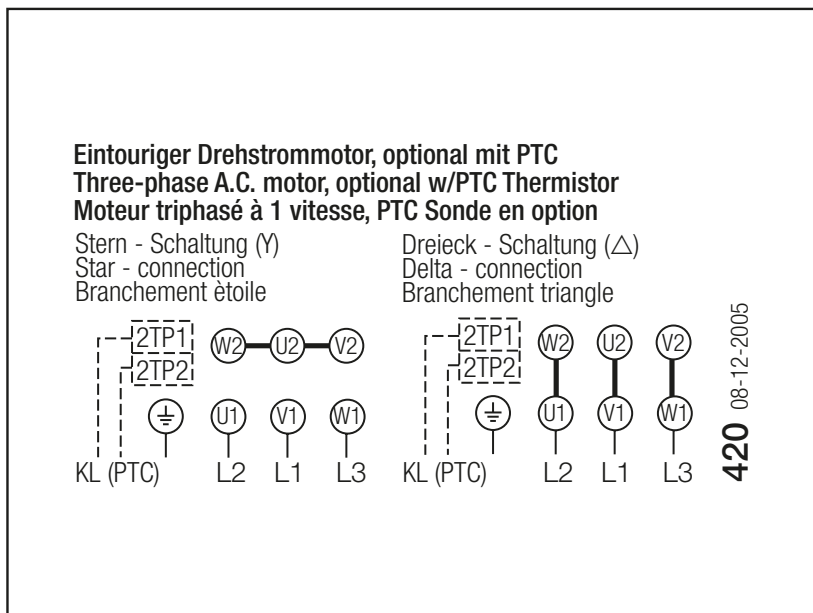 Eintouriger Drehstrommotor, optional mit PTC
Three-phase A.C. motor, optional w/PTC Thermistor
Moteur triphasé à 1 vitesse, PTC Sonde en option
Stern - Schaltung (Y)
Star - connection
Branchement ètoile
2TP1 W2 U2 V2
2TP2
U1 V1 W1
KL (PTC) L2 L1 L3
Dreieck - Schaltung (△)
Delta - connection
Branchement triangle
2TP1 W2 U2 V2
2TP2
U1 V1 W1
KL (PTC) L2 L1 L3
420 08-12-2005